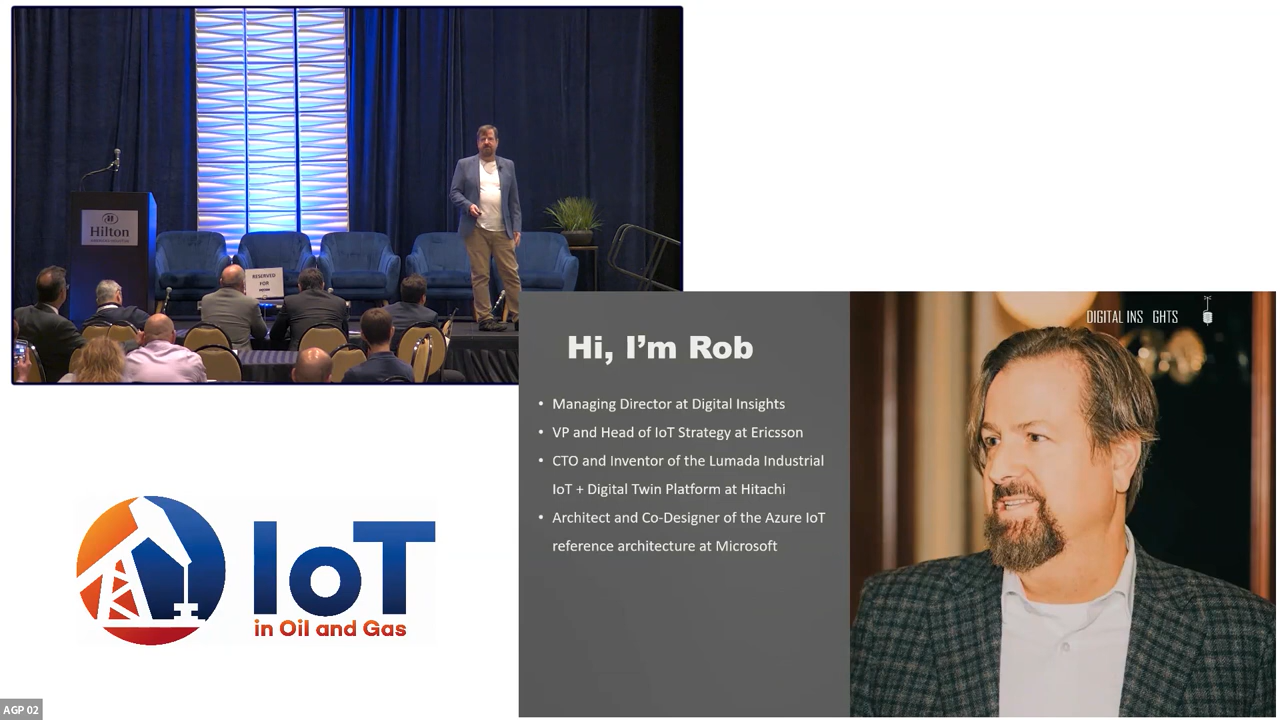 Hilton
RESERVED
FOR
DIGITAL INS GHTS
Hi, I'm Rob
• Managing Director at Digital Insights
• VP and Head of IoT Strategy at Ericsson
• CTO and Inventor of the Lumada Industrial
IoT + Digital Twin Platform at Hitachi
• Architect and Co-Designer of the Azure IoT
reference architecture at Microsoft
IoT
in Oil and Gas
AGP 02